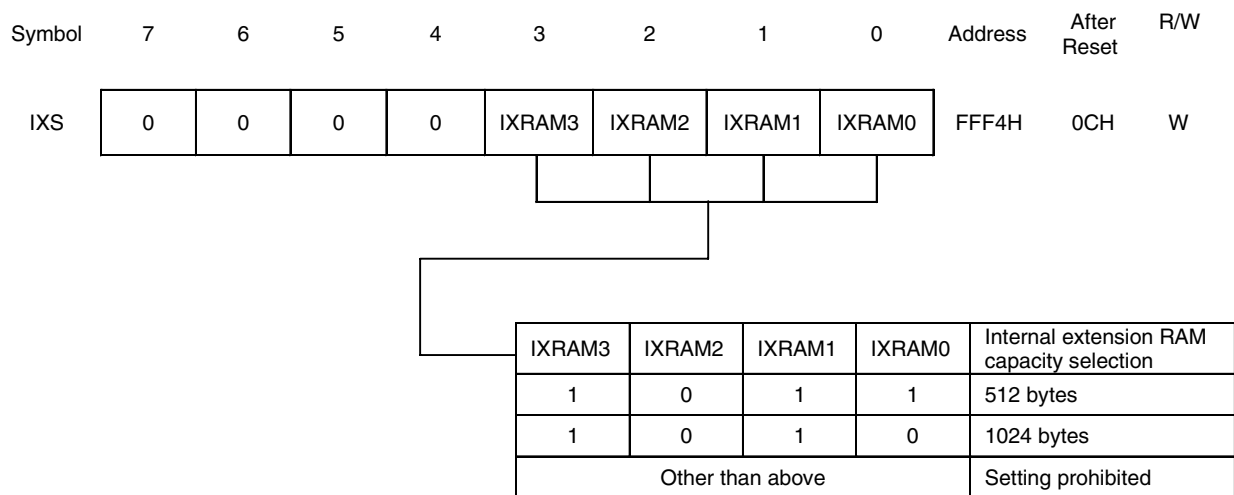 Symbol 7 6 5 4 3 2 1 0 Address After Reset R/W
IXS 0 0 0 0 IXRAM3 IXRAM2 IXRAM1 IXRAM0 FFF4H 0CH W
IXRAM3 IXRAM2 IXRAM1 IXRAM0 Internal extension RAM
capacity selection
1 0 1 1 512 bytes
1 0 1 0 1024 bytes
Other than above Setting prohibited